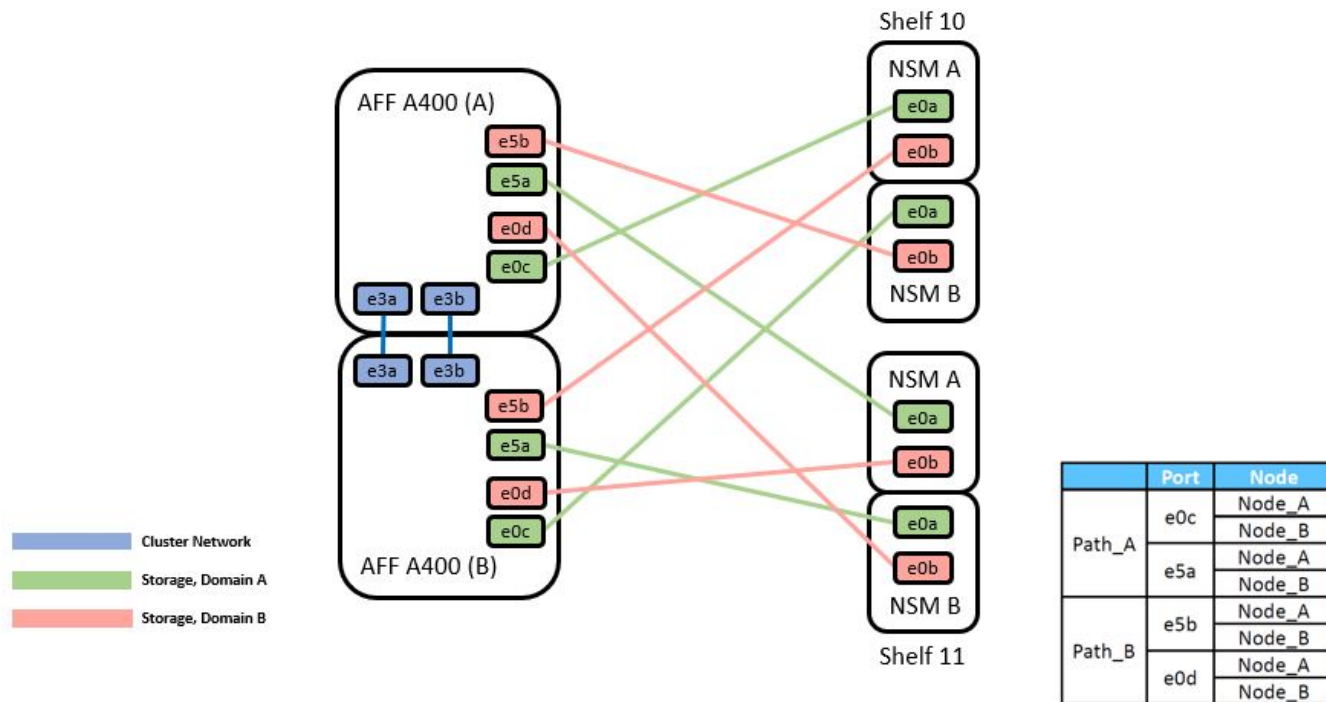 Shelf 10
AFF A400 (A)
e5b
e5a
e0d
e0c
e3a e3b
NSM A
e0a
e0b
e0a
e0b
NSM B
e3a e3b
e5b
e5a
e0d
e0c
AFF A400 (B)
NSM A
e0a
e0b
e0a
e0b
NSM B
Shelf 11
Cluster Network
Storage, Domain A
Storage, Domain B
Port Node
Path_A e0c Node_A
Node_B
e5a Node_A
Node_B
Path_B e5b Node_A
Node_B
e0d Node_A
Node_B